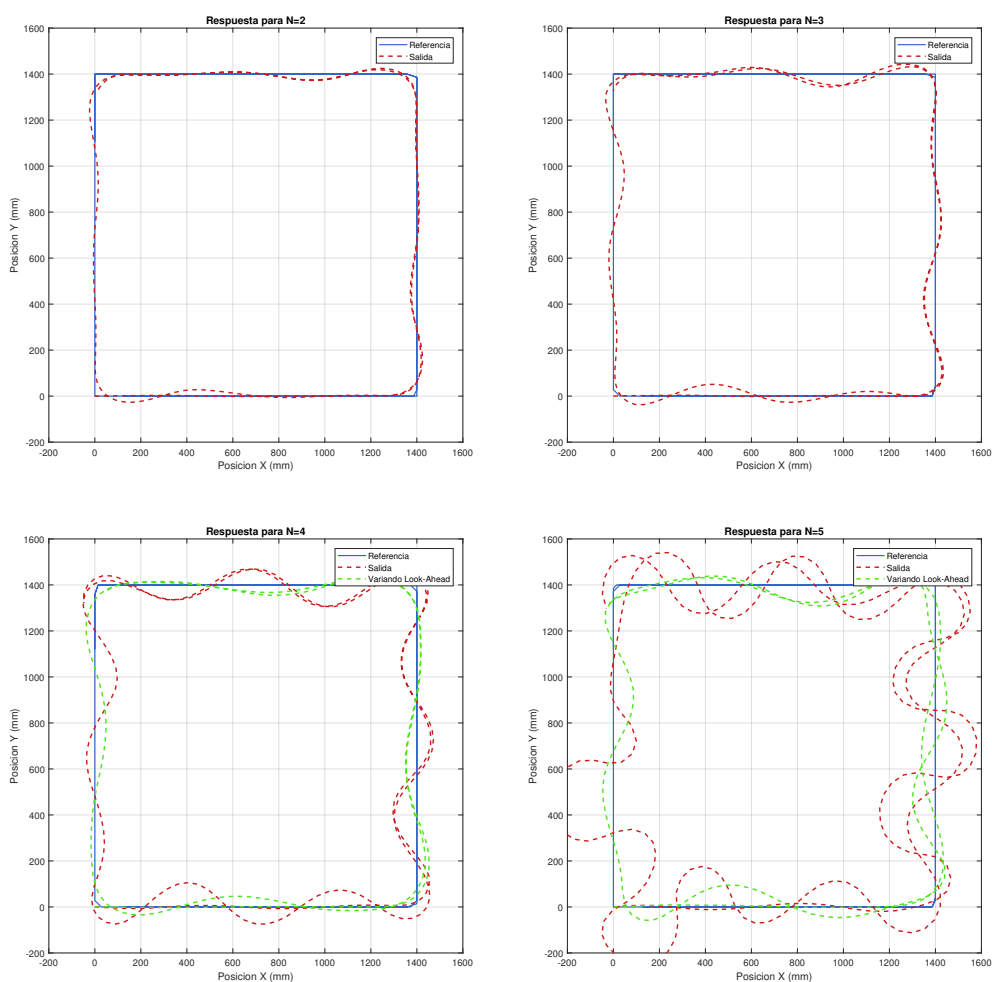 Respuesta para N=2
Referencia
Salida
1600
1400
1200
1000
800
600
400
200
0
-200
Posicion Y (mm)
-200 0 200 400 600 800 1000 1200 1400 1600
Posicion X (mm)
Respuesta para N=3
Referencia
Salida
1600
1400
1200
1000
800
600
400
200
0
-200
Posicion Y (mm)
-200 0 200 400 600 800 1000 1200 1400 1600
Posicion X (mm)
Respuesta para N=4
Referencia
Salida
Variando Look-Ahead
1600
1400
1200
1000
800
600
400
200
0
-200
Posicion Y (mm)
-200 0 200 400 600 800 1000 1200 1400 1600
Posicion X (mm)
Respuesta para N=5
Referencia
Salida
Variando Look-Ahead
1600
1400
1200
1000
800
600
400
200
0
-200
Posicion Y (mm)
-200 0 200 400 600 800 1000 1200 1400 1600
Posicion X (mm)